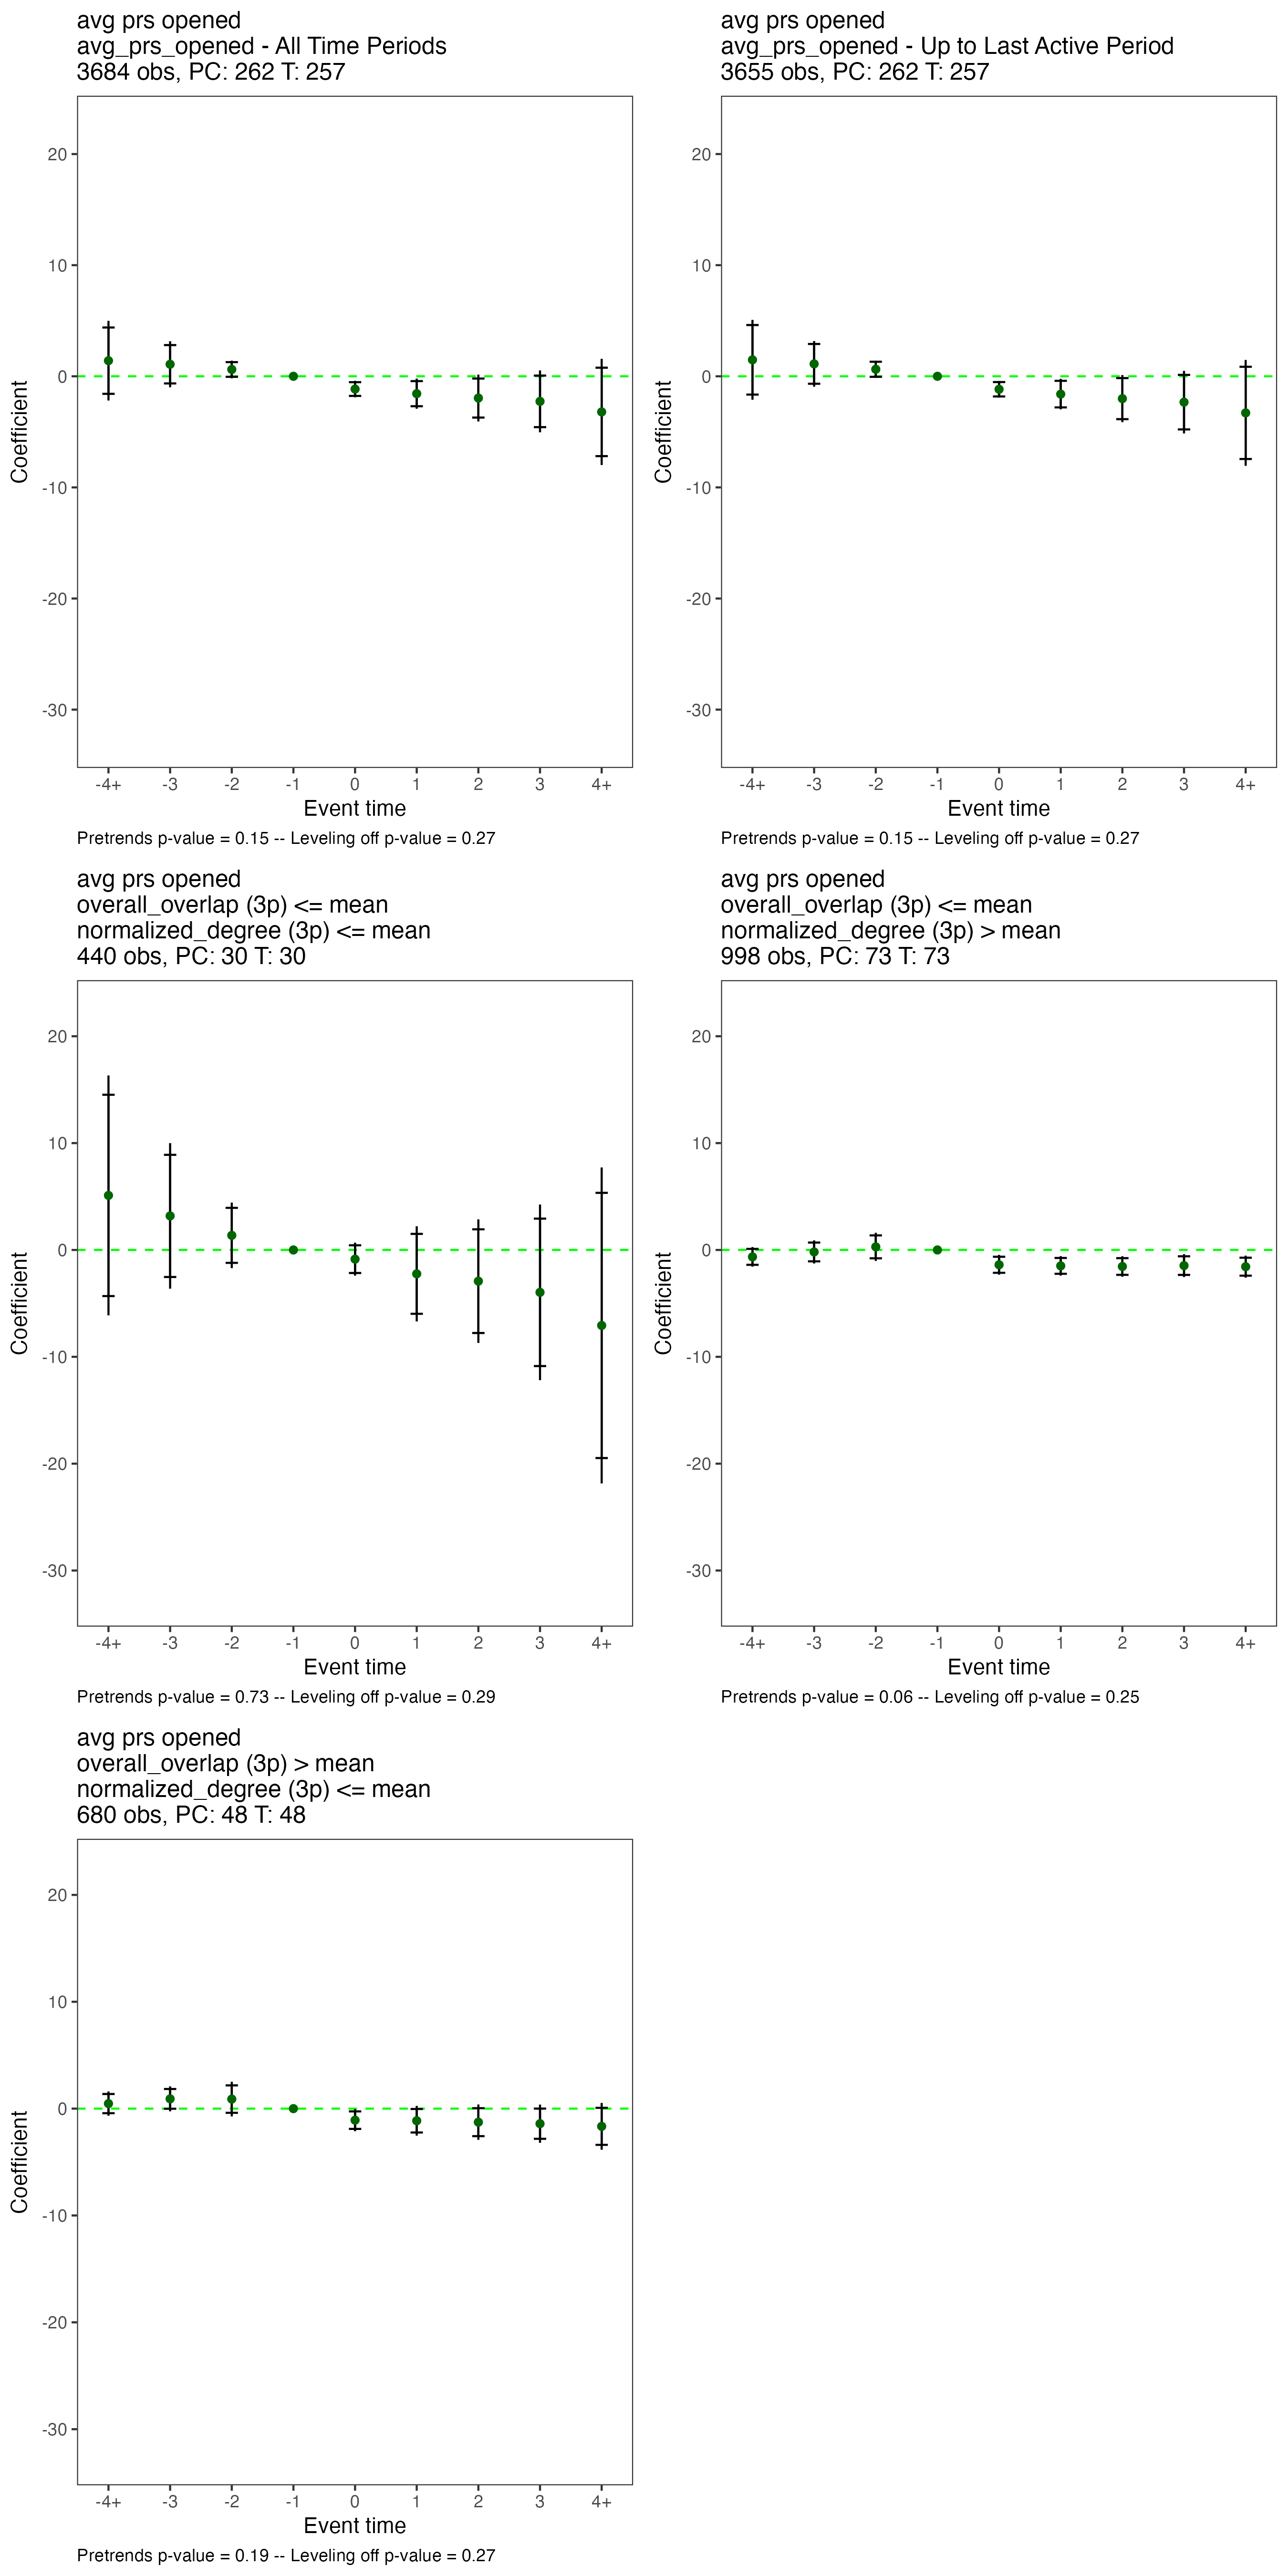 avg prs opened
avg_prs_opened - All Time Periods
3684 obs, PC: 262 T: 257
20
10
0
-10
-20
-30
Coefficient
-4+ -3 -2 -1 0 1 2 3 4+
Event time
Pretrends p-value = 0.15 -- Leveling off p-value = 0.27
avg prs opened
avg_prs_opened - Up to Last Active Period
3655 obs, PC: 262 T: 257
20
10
0
-10
-20
-30
Coefficient
-4+ -3 -2 -1 0 1 2 3 4+
Event time
Pretrends p-value = 0.15 -- Leveling off p-value = 0.27
avg prs opened
overall_overlap (3p) <= mean
normalized_degree (3p) <= mean
440 obs, PC: 30 T: 30
20
10
0
-10
-20
-30
Coefficient
-4+ -3 -2 -1 0 1 2 3 4+
Event time
Pretrends p-value = 0.73 -- Leveling off p-value = 0.29
avg prs opened
overall_overlap (3p) <= mean
normalized_degree (3p) > mean
998 obs, PC: 73 T: 73
20
10
0
-10
-20
-30
Coefficient
-4+ -3 -2 -1 0 1 2 3 4+
Event time
Pretrends p-value = 0.06 -- Leveling off p-value = 0.25
avg prs opened
overall_overlap (3p) > mean
normalized_degree (3p) <= mean
680 obs, PC: 48 T: 48
20
10
0
-10
-20
-30
Coefficient
-4+ -3 -2 -1 0 1 2 3 4+
Event time
Pretrends p-value = 0.19 -- Leveling off p-value = 0.27